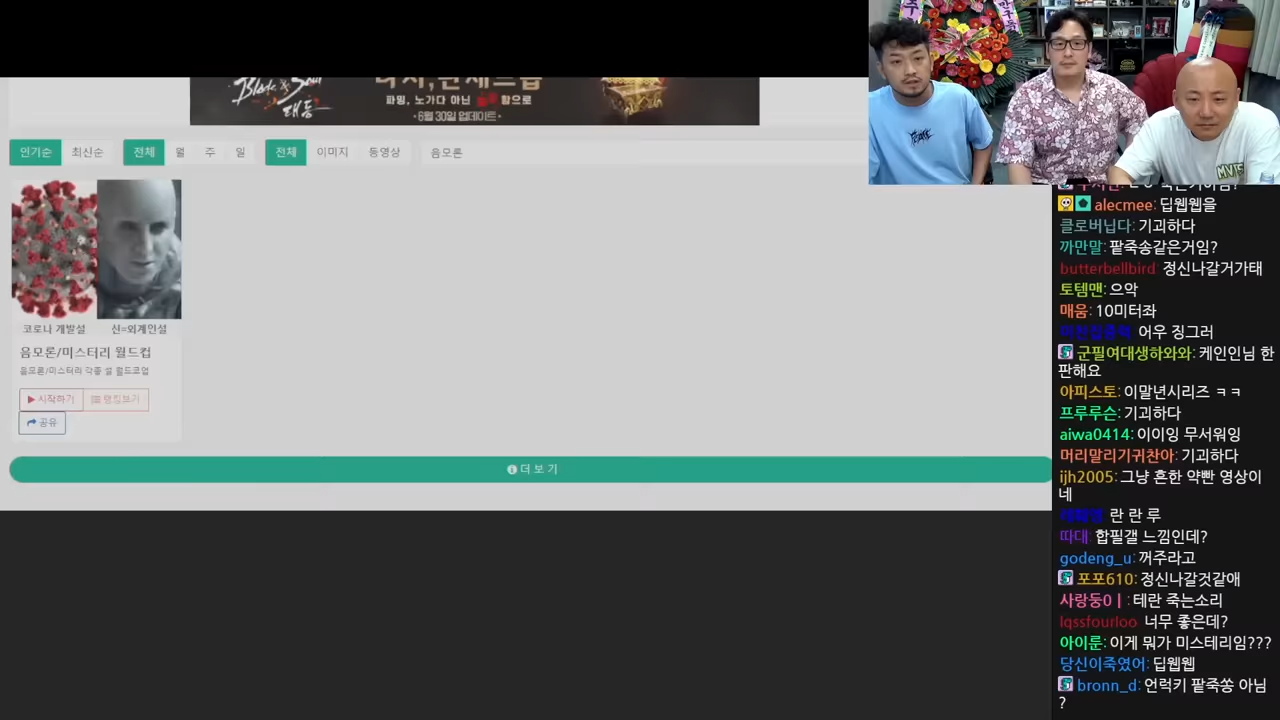 Blade & Soul
대동
파밍, 노가다 아닌
함으로
·6월 30일 업데이트·
인기순 최신순 전체 월 주 일 전체 이미지 동영상 음모론
코로나 개발설 신=외계인설
음모론/미스터리 월드컵
음모론/미스터리 각종 설 월드코업
시작하기 랭킹보기
공유
더 보 기
MVTS
alecmee: 딥웹웹을
클로버닙다: 기괴하다
까만말: 팥죽송같은거임?
butterbellbird: 정신나갈거가태
토템맨: 으악
매움: 10미터좌
어우 징그러
군필여대생하와와: 케인인님 한
판해요
아피스토: 이말년시리즈 ㅋㅋ
프루루슨: 기괴하다
aiwa0414: 이이잉 무서워잉
머리말리기귀찬아: 기괴하다
ijh2005: 그냥 흔한 약빤 영상이
네
란 란 루
따대: 합필갤 느낌인데?
godeng_u: 꺼주라고
포포610: 정신나갈것같애
사랑둥0ㅣ: 테란 죽는소리
lqssfourloo: 너무 좋은데?
아이룬: 이게 뭐가 미스테리임???
당신이죽였어: 딥웹웹
bronn_d: 언럭키 팥죽쏭 아님
?